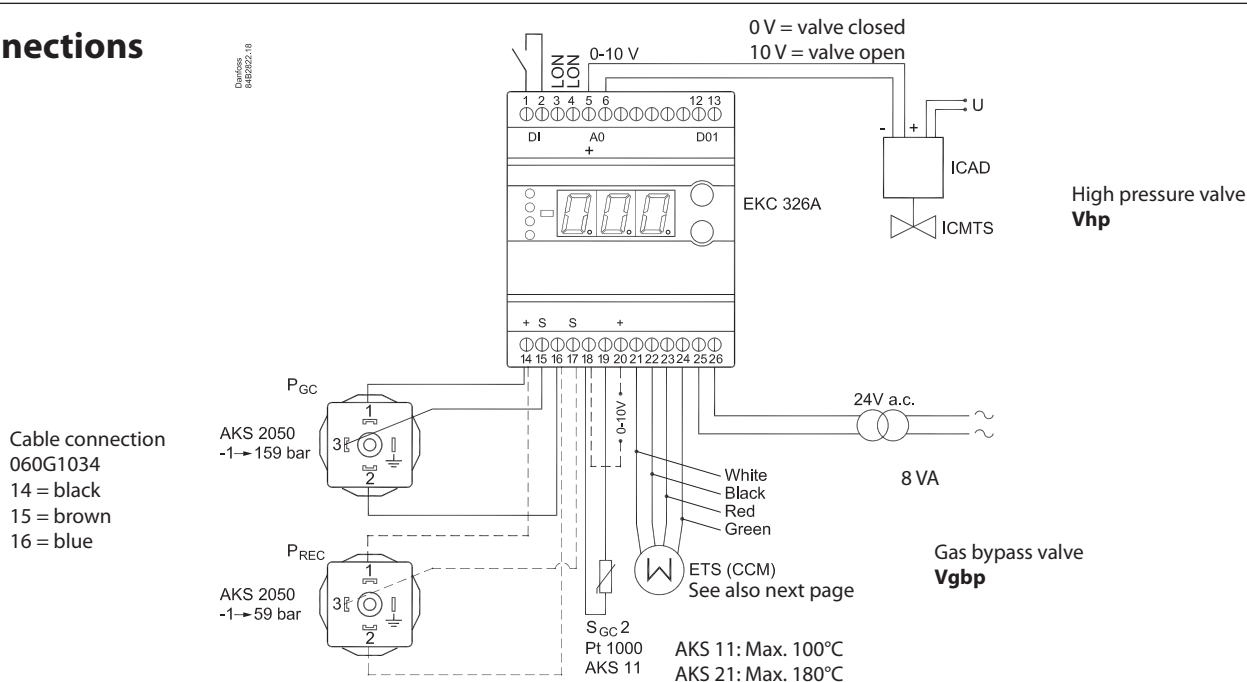 nections
Danfoss
84B2822.18
0 V = valve closed
10 V = valve open
LON
LON
0-10 V
1 2 3 4 5 6 12 13
DI A0 D01
+
- +
U
ICAD
ICMTS
High pressure valve
Vhp
EKC 326A
+ S S +
14 15 16 17 18 19 20 21 22 23 24 25 26
PGC
1
3
2
AKS 2050
-1→159 bar
Cable connection
060G1034
14 = black
15 = brown
16 = blue
PREC
1
3
2
AKS 2050
-1→59 bar
0-10V
White
Black
Red
Green
24V a.c.
8 VA
ETS (CCM)
See also next page
Gas bypass valve
Vgbp
SGC 2
Pt 1000
AKS 11
AKS 11: Max. 100°C
AKS 21: Max. 180°C